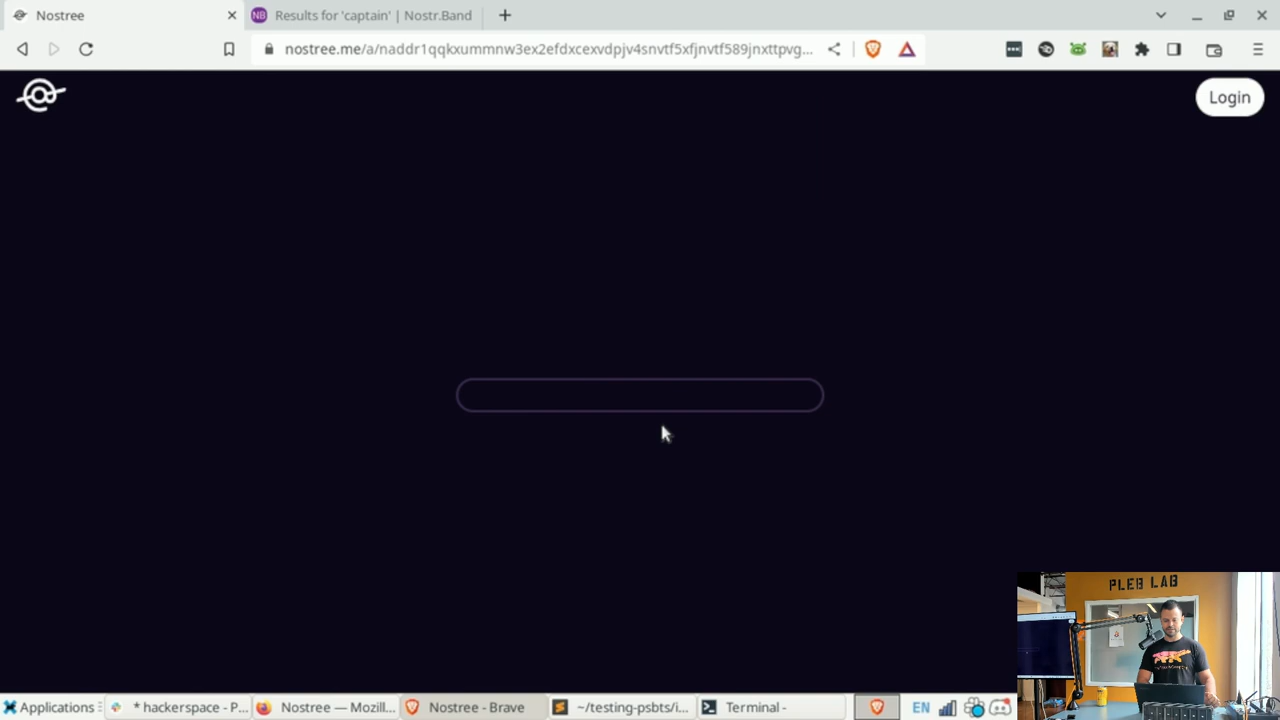 Nostree
NB Results for 'captain' | Nostr.Band
nostree.me/a/naddr1qqkxummnw3ex2efdxcexvdpjv4snvtf5xfjnvtf589jnxttpvg...
Login
PLEB LAB
Applications
* hackerspace - P...
Nostree — Mozill...
Nostree - Brave
~/testing-psbts/i...
Terminal -
EN